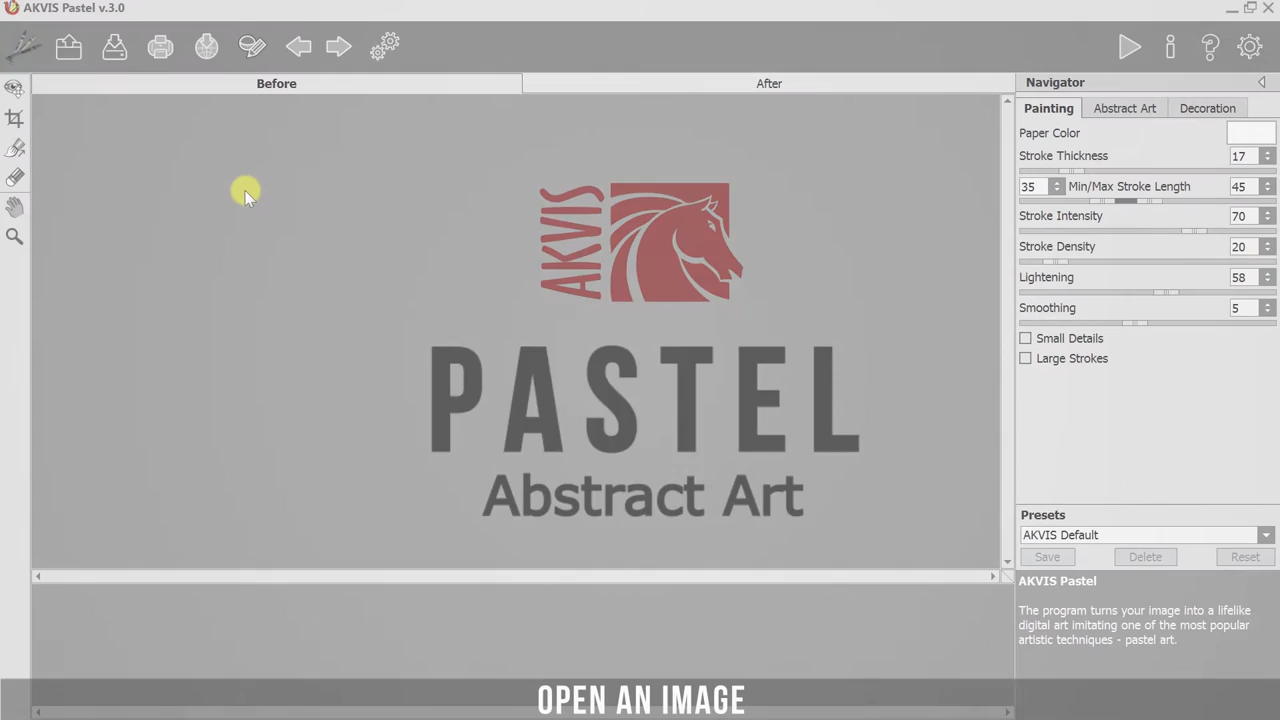 AKVIS Pastel v.3.0
Before
After
Navigator
Painting
Abstract Art
Decoration
Paper Color
Stroke Thickness
17
35
Min/Max Stroke Length
45
Stroke Intensity
70
Stroke Density
20
Lightening
58
Smoothing
5
Small Details
Large Strokes
AKVIS
PASTEL
Abstract Art
Presets
AKVIS Default
Save
Delete
Reset
AKVIS Pastel
The program turns your image into a lifelike
digital art imitating one of the most popular
artistic techniques - pastel art.
OPEN AN IMAGE